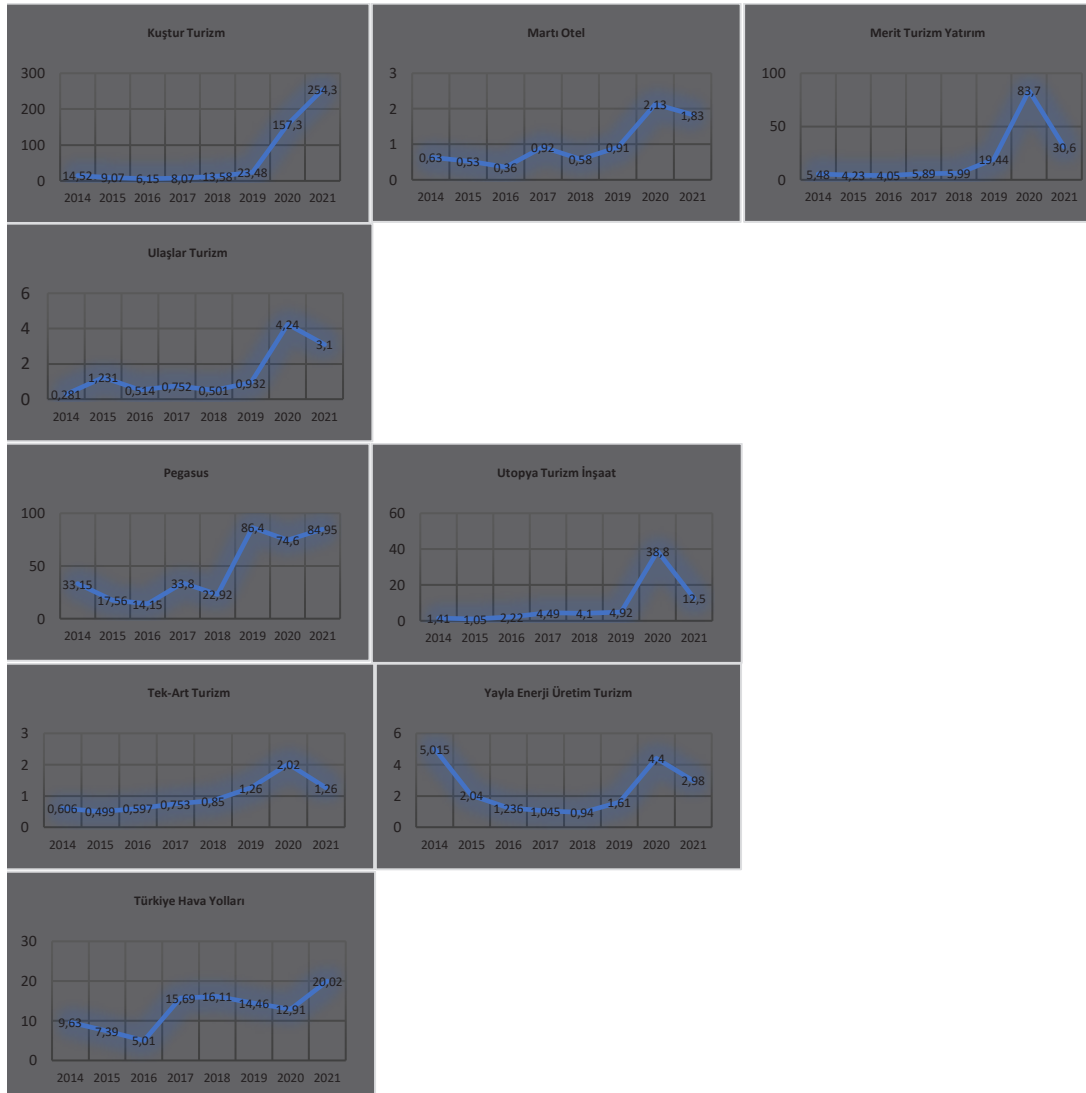 Kuştur Turizm
300
200
100
0
14,52 9,07 6,15 8,07 13,58 23,48 157,3 254,3
2014 2015 2016 2017 2018 2019 2020 2021
Martı Otel
3
2
1
0
0,63 0,53 0,36 0,92 0,58 0,91 2,13 1,83
2014 2015 2016 2017 2018 2019 2020 2021
Merit Turizm Yatırım
100
50
0
5,48 4,23 4,05 5,89 5,99 19,44 83,7 30,6
2014 2015 2016 2017 2018 2019 2020 2021
Ulaşlar Turizm
6
4
2
0
0,281 1,231 0,514 0,752 0,501 0,932 4,24 3,1
2014 2015 2016 2017 2018 2019 2020 2021
Pegasus
100
50
0
33,15 17,56 14,15 33,8 22,92 86,4 74,6 84,95
2014 2015 2016 2017 2018 2019 2020 2021
Utopya Turizm İnşaat
60
40
20
0
1,41 1,05 2,22 4,49 4,1 4,92 38,8 12,5
2014 2015 2016 2017 2018 2019 2020 2021
Tek-Art Turizm
3
2
1
0
0,606 0,499 0,597 0,753 0,85 1,26 2,02 1,26
2014 2015 2016 2017 2018 2019 2020 2021
Yayla Enerji Üretim Turizm
6
4
2
0
5,015 2,04 1,236 1,045 0,94 1,61 4,4 2,98
2014 2015 2016 2017 2018 2019 2020 2021
Türkiye Hava Yolları
30
20
10
0
9,63 7,39 5,01 15,69 16,11 14,46 12,91 20,02
2014 2015 2016 2017 2018 2019 2020 2021